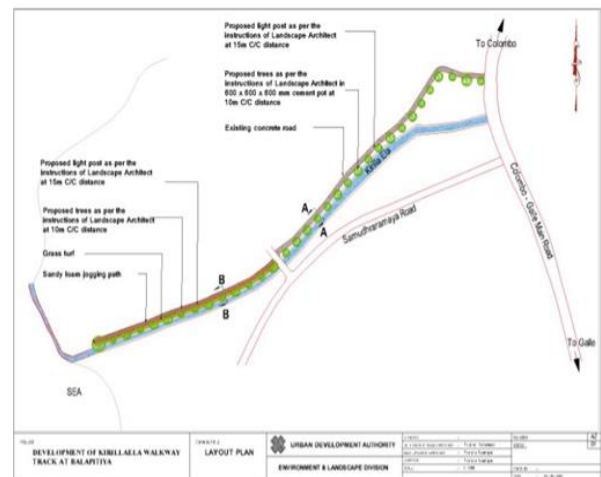 Proposed light post as per the
instructions of Landscape Architect
at 15m C/C distance
To Colombo
Proposed trees as per the
instructions of Landscape Architect in
600 x 600 x 600 mm cement pot at
10m C/C distance
Existing concrete road
Proposed light post as per the
instructions of Landscape Architect
at 15m C/C distance
Proposed trees as per the
instructions of Landscape Architect
at 10m C/C distance
Grass turf
Sandy loam jogging path
A
A
B
B
Samudhraramaya Road
Colombo - Galle Main Road
To Galle
SEA
DEVELOPMENT OF KIRILLAELLA WALKWAY
TRACK AT BALAPITIYA
LAYOUT PLAN
URBAN DEVELOPMENT AUTHORITY
ENVIRONMENT & LANDSCAPE DIVISION